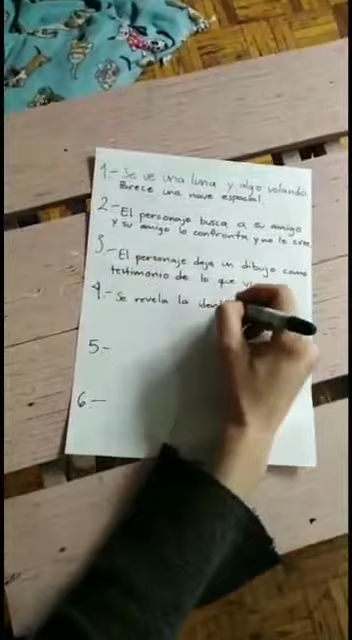 1.- Se ve una luna y algo volando.
Parece una nave espacial.
2.- El personaje busca a su amigo
y su amigo lo confronta y no le cree
3.- El personaje deja un dibujo como
testimonio de lo que
4.- Se revela la
5.-
6.-